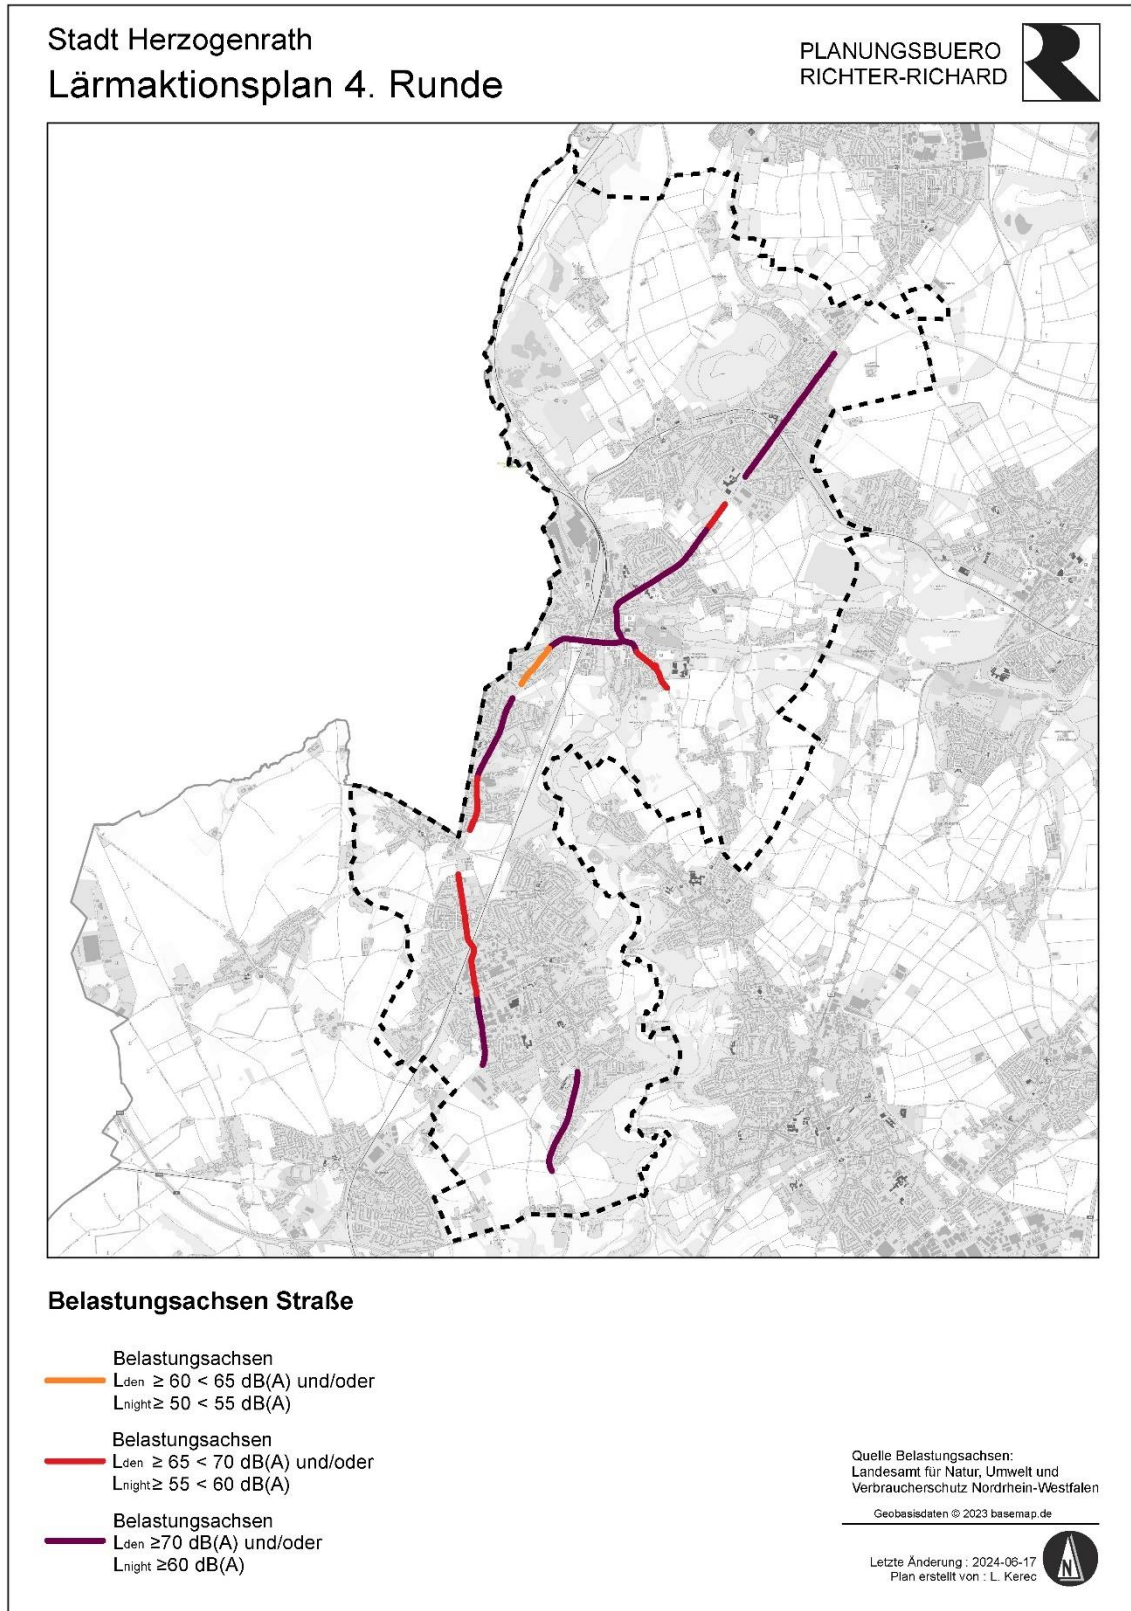 Stadt Herzogenrath
Lärmaktionsplan 4. Runde
PLANUNGSBUERO
RICHTER-RICHARD
Belastungsachsen Straße
Belastungsachsen
Lden ≥ 60 < 65 dB(A) und/oder
Lnight ≥ 50 < 55 dB(A)
Belastungsachsen
Lden ≥ 65 < 70 dB(A) und/oder
Lnight ≥ 55 < 60 dB(A)
Belastungsachsen
Lden ≥70 dB(A) und/oder
Lnight ≥60 dB(A)
Quelle Belastungsachsen:
Landesamt für Natur, Umwelt und
Verbraucherschutz Nordrhein-Westfalen
Geobasisdaten © 2023 basemap.de
Letzte Änderung : 2024-06-17
Plan erstellt von : L. Kerec
N